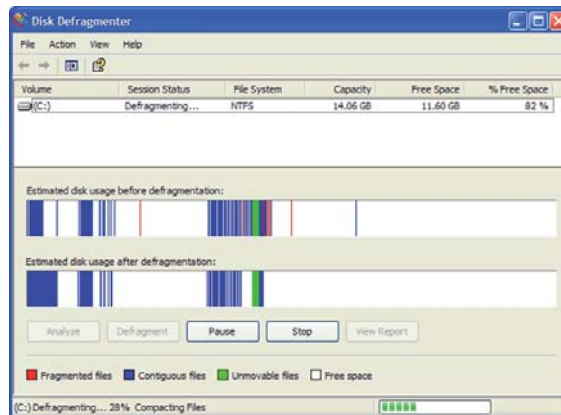 Disk Defragmenter
File Action View Help
Volume Session Status File System Capacity Free Space % Free Space
(C:) Defragmenting... NTFS 14.06 GB 11.60 GB 82 %
Estimated disk usage before defragmentation:
Estimated disk usage after defragmentation:
Analyze Defragment Pause Stop View Report
Fragmented files Contiguous files Unmovable files Free space
(C:) Defragmenting... 28% Compacting Files